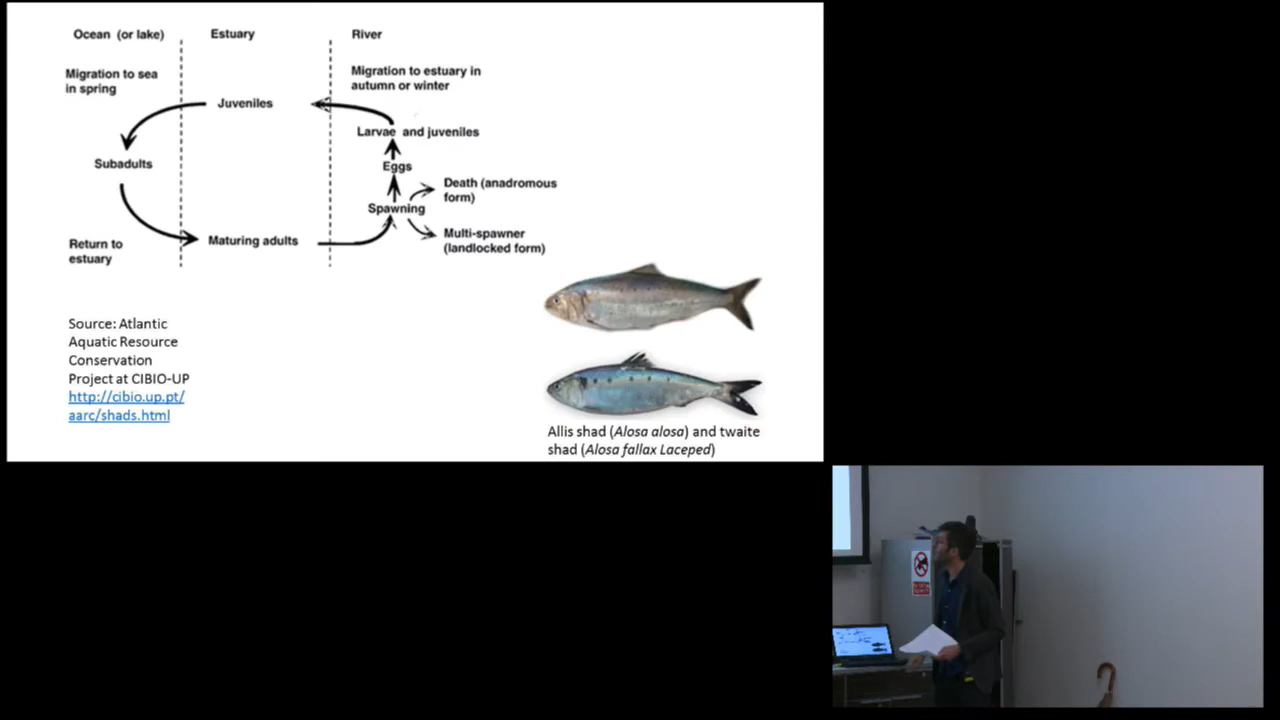 Ocean (or lake)
Estuary
River
Migration to sea
in spring
Migration to estuary in
autumn or winter
Juveniles
Larvae and juveniles
Subadults
Eggs
Death (anadromous
form)
Spawning
Multi-spawner
(landlocked form)
Return to
estuary
Maturing adults
Source: Atlantic
Aquatic Resource
Conservation
Project at CIBIO-UP
http://cibio.up.pt/
aarc/shads.html
Allis shad (Alosa alosa) and twaite
shad (Alosa fallax Laceped)